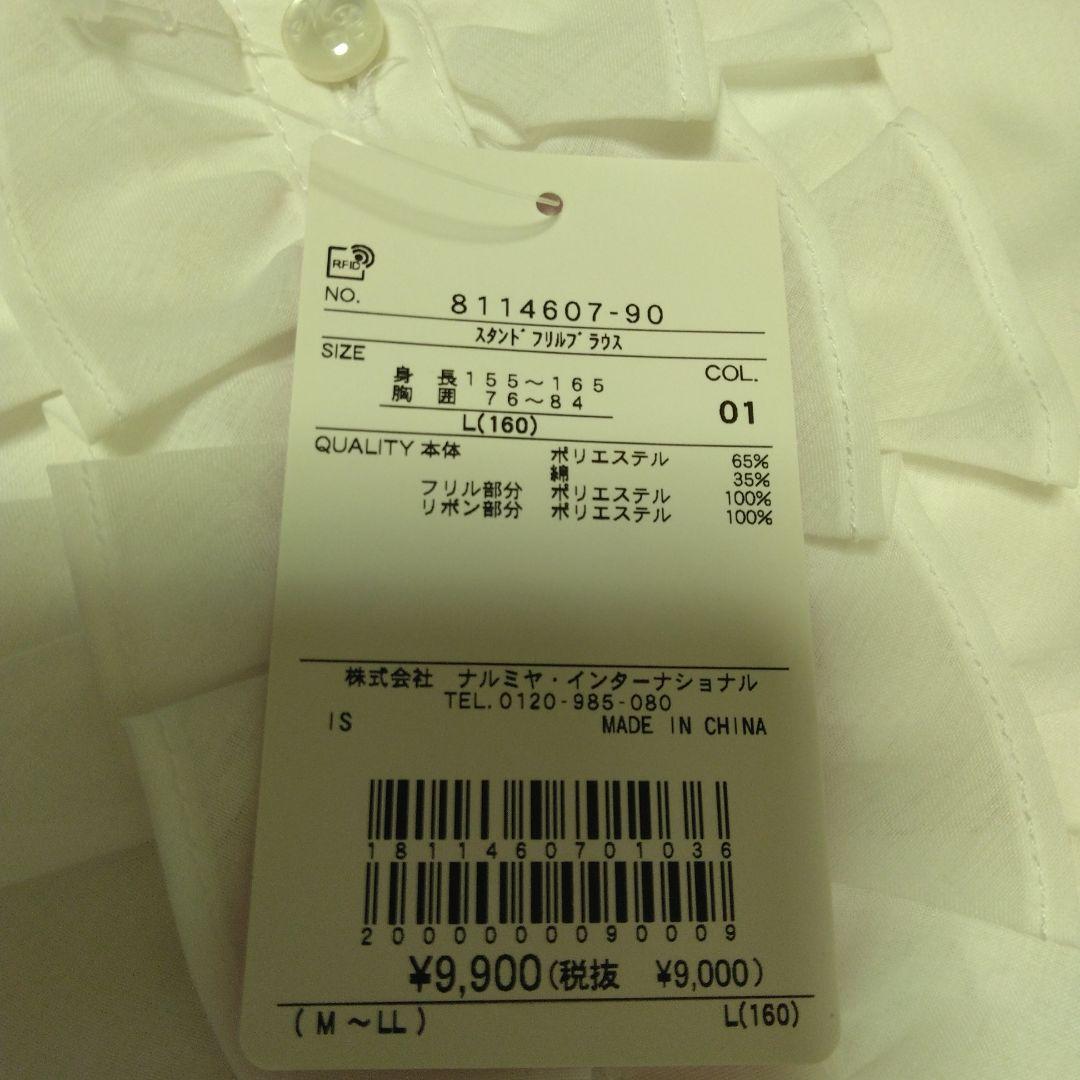 RFID
NO. 8114607-90
スタンドフリルブラウス
SIZE
COL.
身長 155～165
胸囲 76～84
01
L(160)
QUALITY 本体 ポリエステル 65%
綿 35%
フリル部分 ポリエステル 100%
リボン部分 ポリエステル 100%
株式会社 ナルミヤ・インターナショナル
TEL.0120-985-080
IS MADE IN CHINA
1811460701036
2000000090009
¥9,900(税抜 ¥9,000)
(M～LL) L(160)